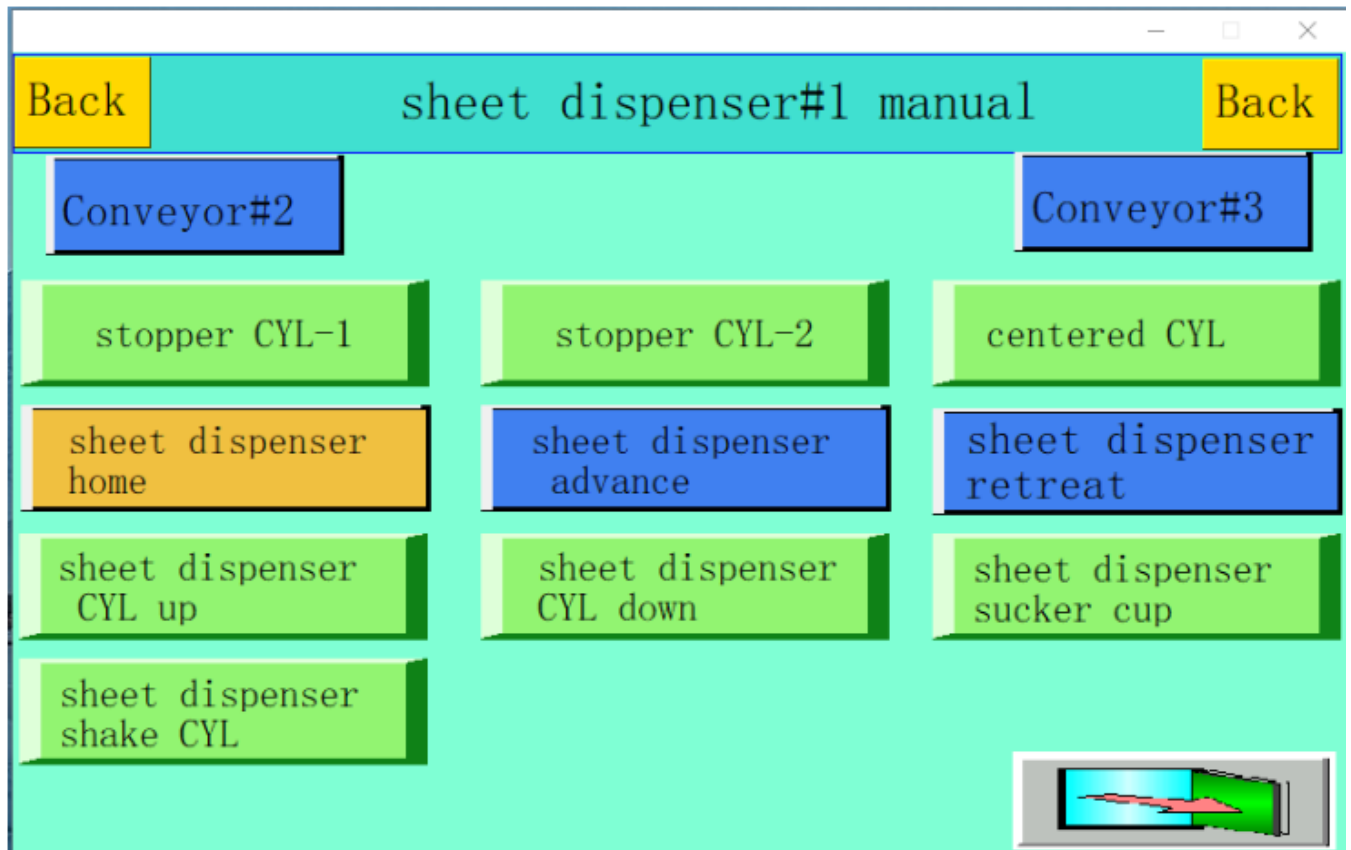 Back
sheet dispenser#1 manual
Back
Conveyor#2
Conveyor#3
stopper CYL-1
stopper CYL-2
centered CYL
sheet dispenser
home
sheet dispenser
advance
sheet dispenser
retreat
sheet dispenser
CYL up
sheet dispenser
CYL down
sheet dispenser
sucker cup
sheet dispenser
shake CYL